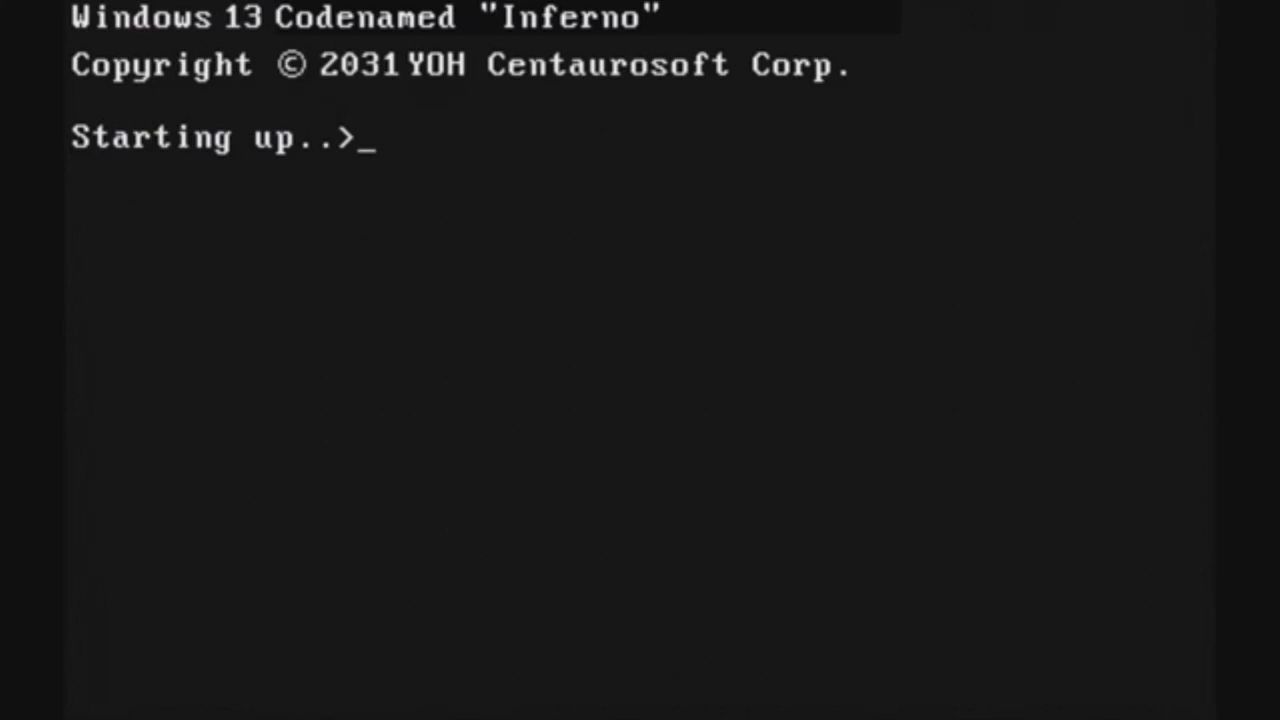 Windows 13 Codenamed "Inferno"
Copyright © 2031 YOH Centaurosoft Corp.
Starting up..>_